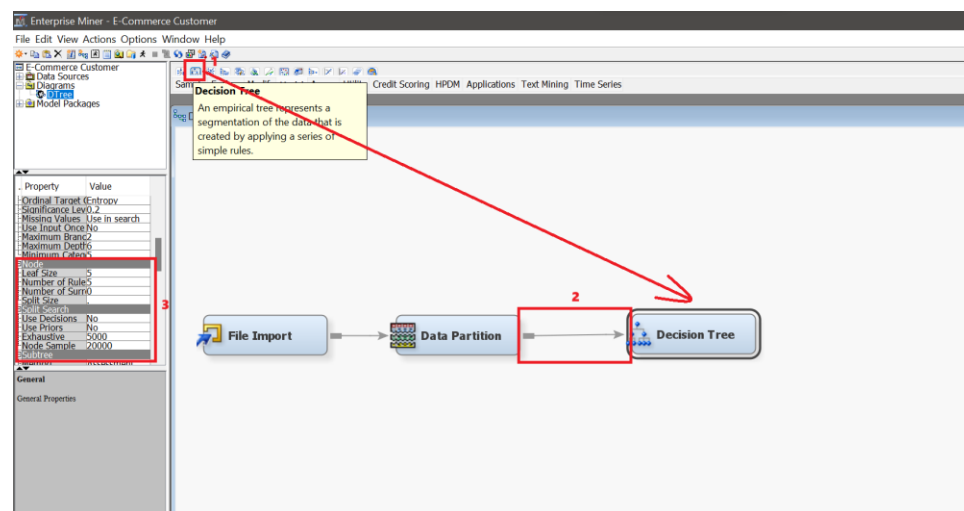 Enterprise Miner - E-Commerce Customer
File Edit View Actions Options Window Help
1
E-Commerce Customer
Data Sources
Diagrams
DTree
Model Packages
Credit Scoring HPDM Applications Text Mining Time Series
Decision Tree
An empirical tree represents a
segmentation of the data that is
created by applying a series of
simple rules.
Property Value
Ordinal Target ( Entropy
Significance Lev 0.2
Missing Values Use in search
Use Input Once No
Maximum Branc 2
Maximum Depth 6
Minimum Catego 5
Node
Leaf Size 5
Number of Rule 5
Number of Surr 0
Split Size .
Split Search
Use Decisions No
Use Priors No
Exhaustive 5000
Node Sample 20000
Subtree
3
General
General Properties
2
File Import
Data Partition
Decision Tree